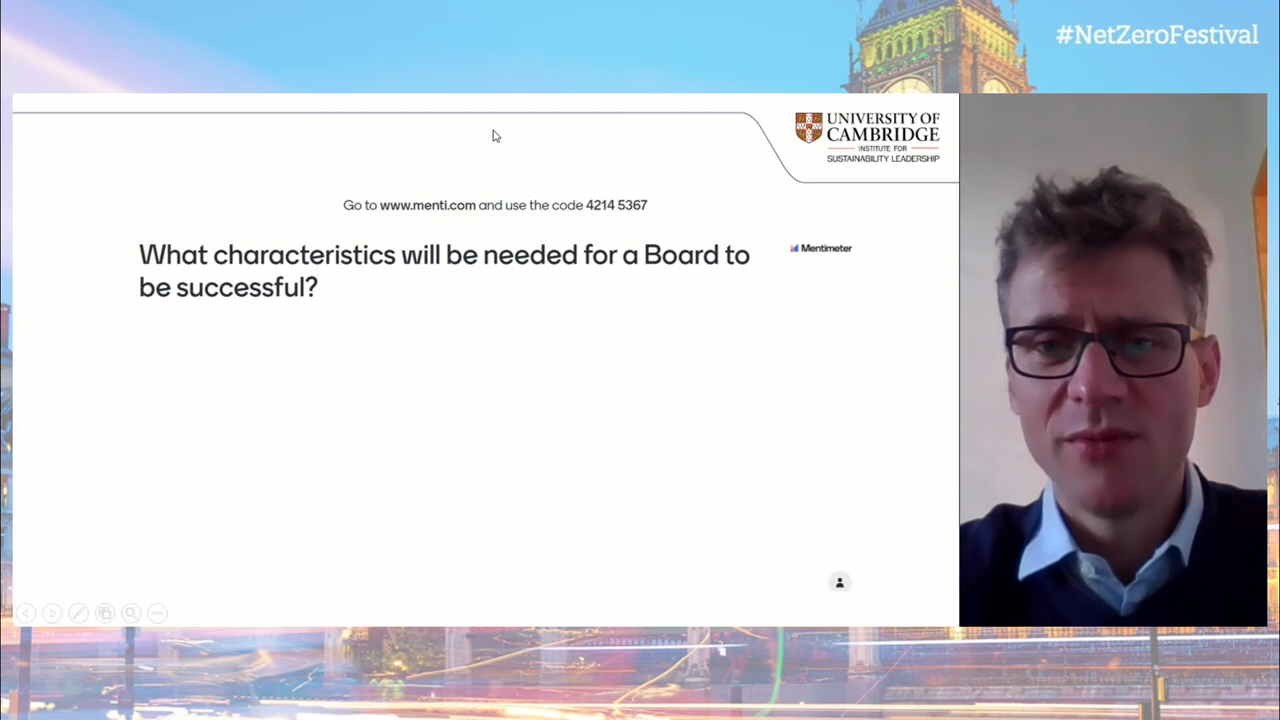 #NetZeroFestival
UNIVERSITY OF
CAMBRIDGE
INSTITUTE FOR
SUSTAINABILITY LEADERSHIP
Go to www.menti.com and use the code 4214 5367
What characteristics will be needed for a Board to
be successful?
Mentimeter